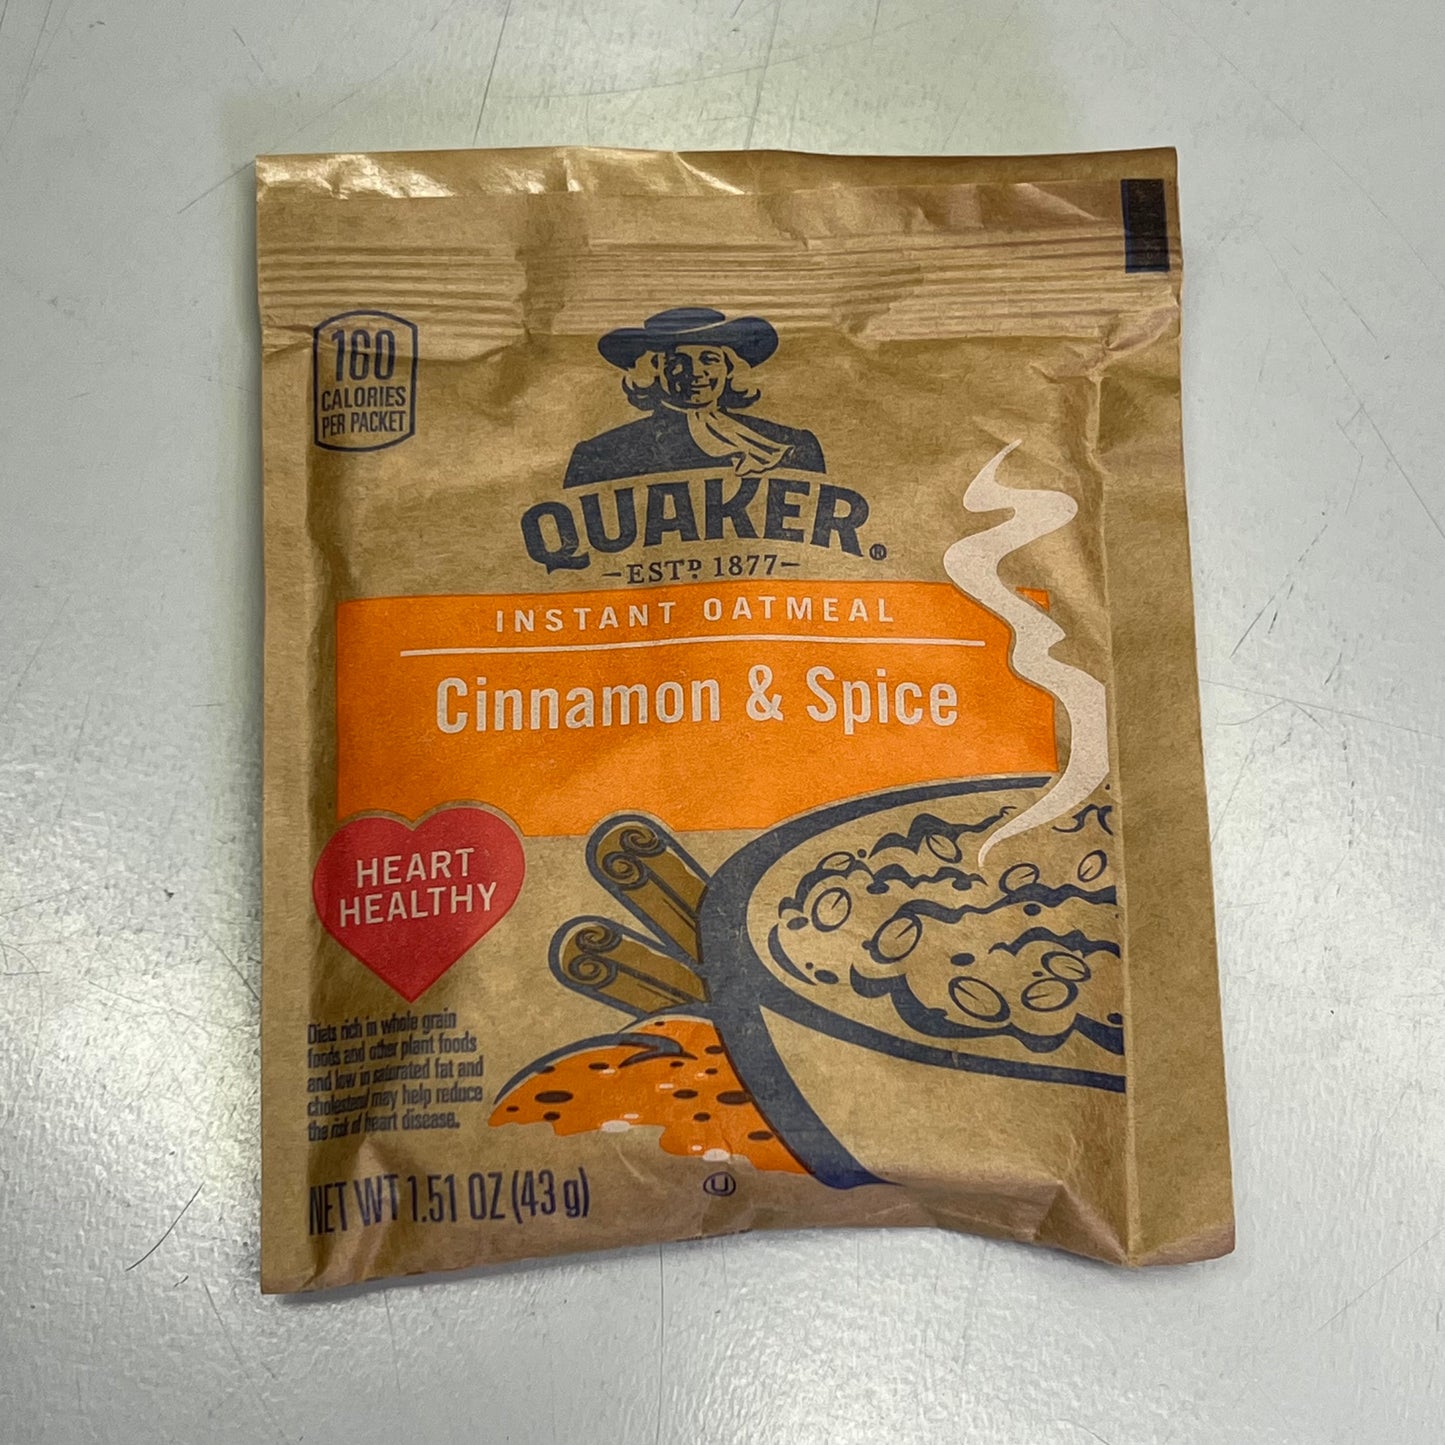 160
CALORIES
PER PACKET
QUAKER®
–ESTD 1877–
INSTANT OATMEAL
Cinnamon & Spice
HEART
HEALTHY
Diets rich in whole grain
foods and other plant foods
and low in saturated fat and
cholesterol may help reduce
the risk of heart disease.
NET WT 1.51 OZ (43 g)
U